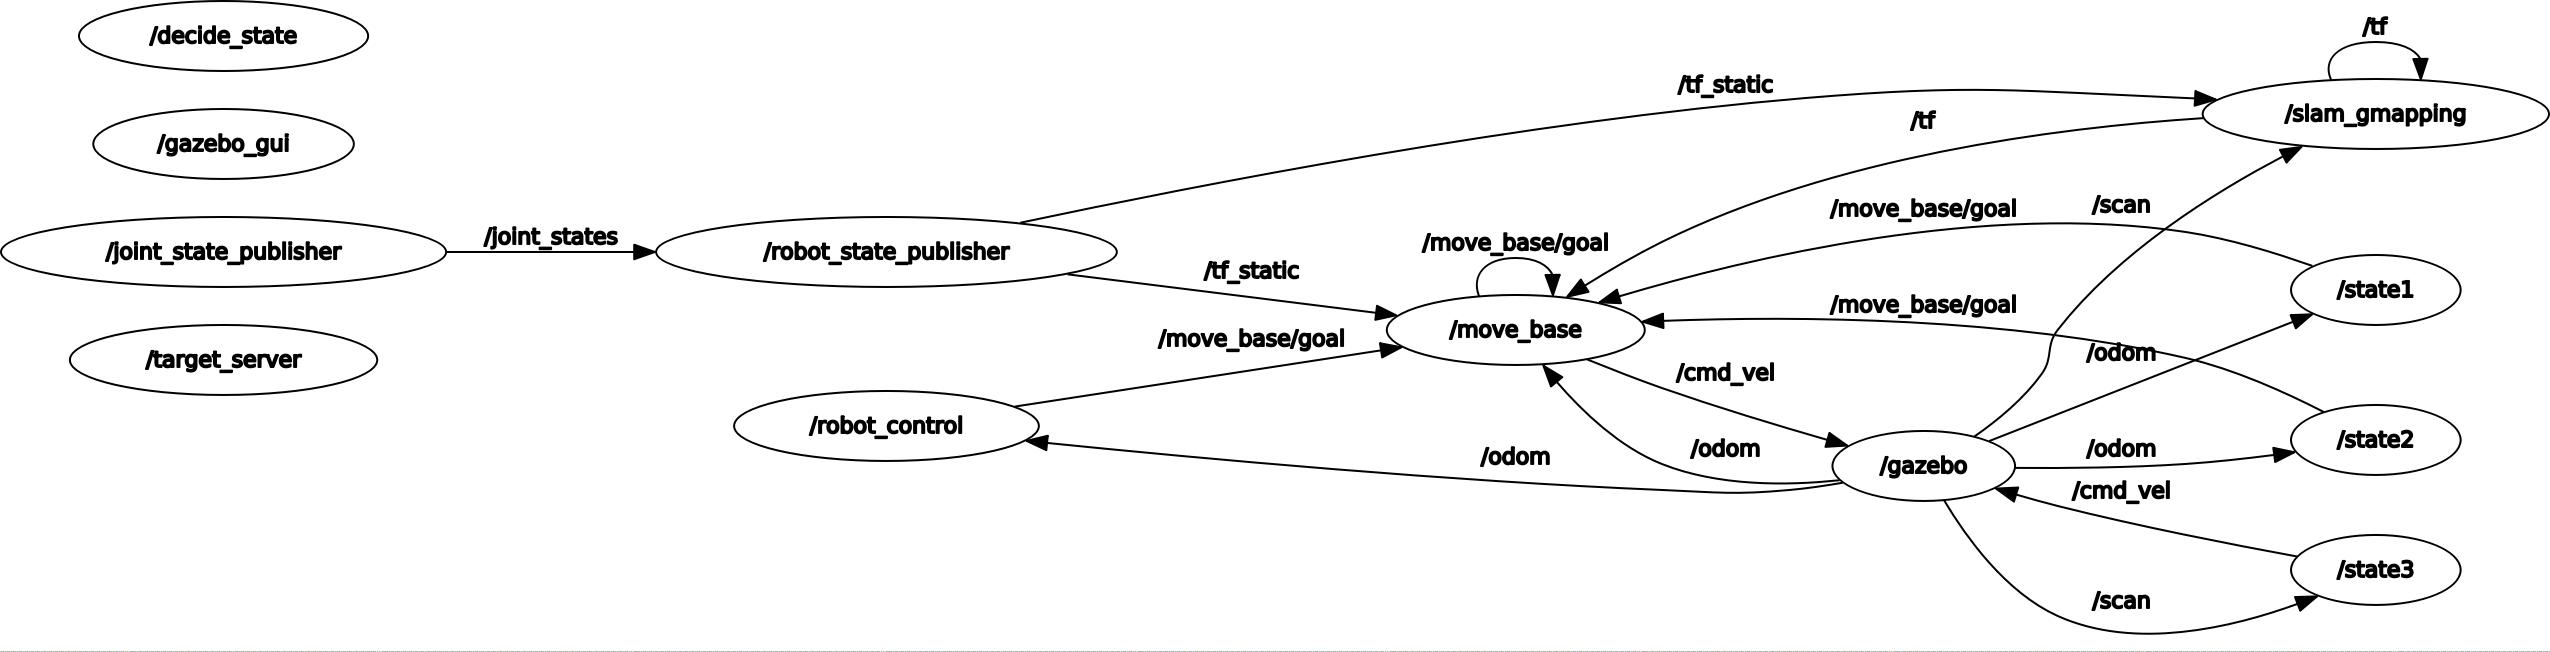 /decide_state
/gazebo_gui
/joint_state_publisher
/target_server
/joint_states
/robot_state_publisher
/robot_control
/tf_static
/tf_static
/move_base/goal
/move_base/goal
/move_base
/odom
/cmd_vel
/odom
/tf
/move_base/goal
/move_base/goal
/gazebo
/scan
/odom
/odom
/cmd_vel
/scan
/tf
/slam_gmapping
/state1
/state2
/state3